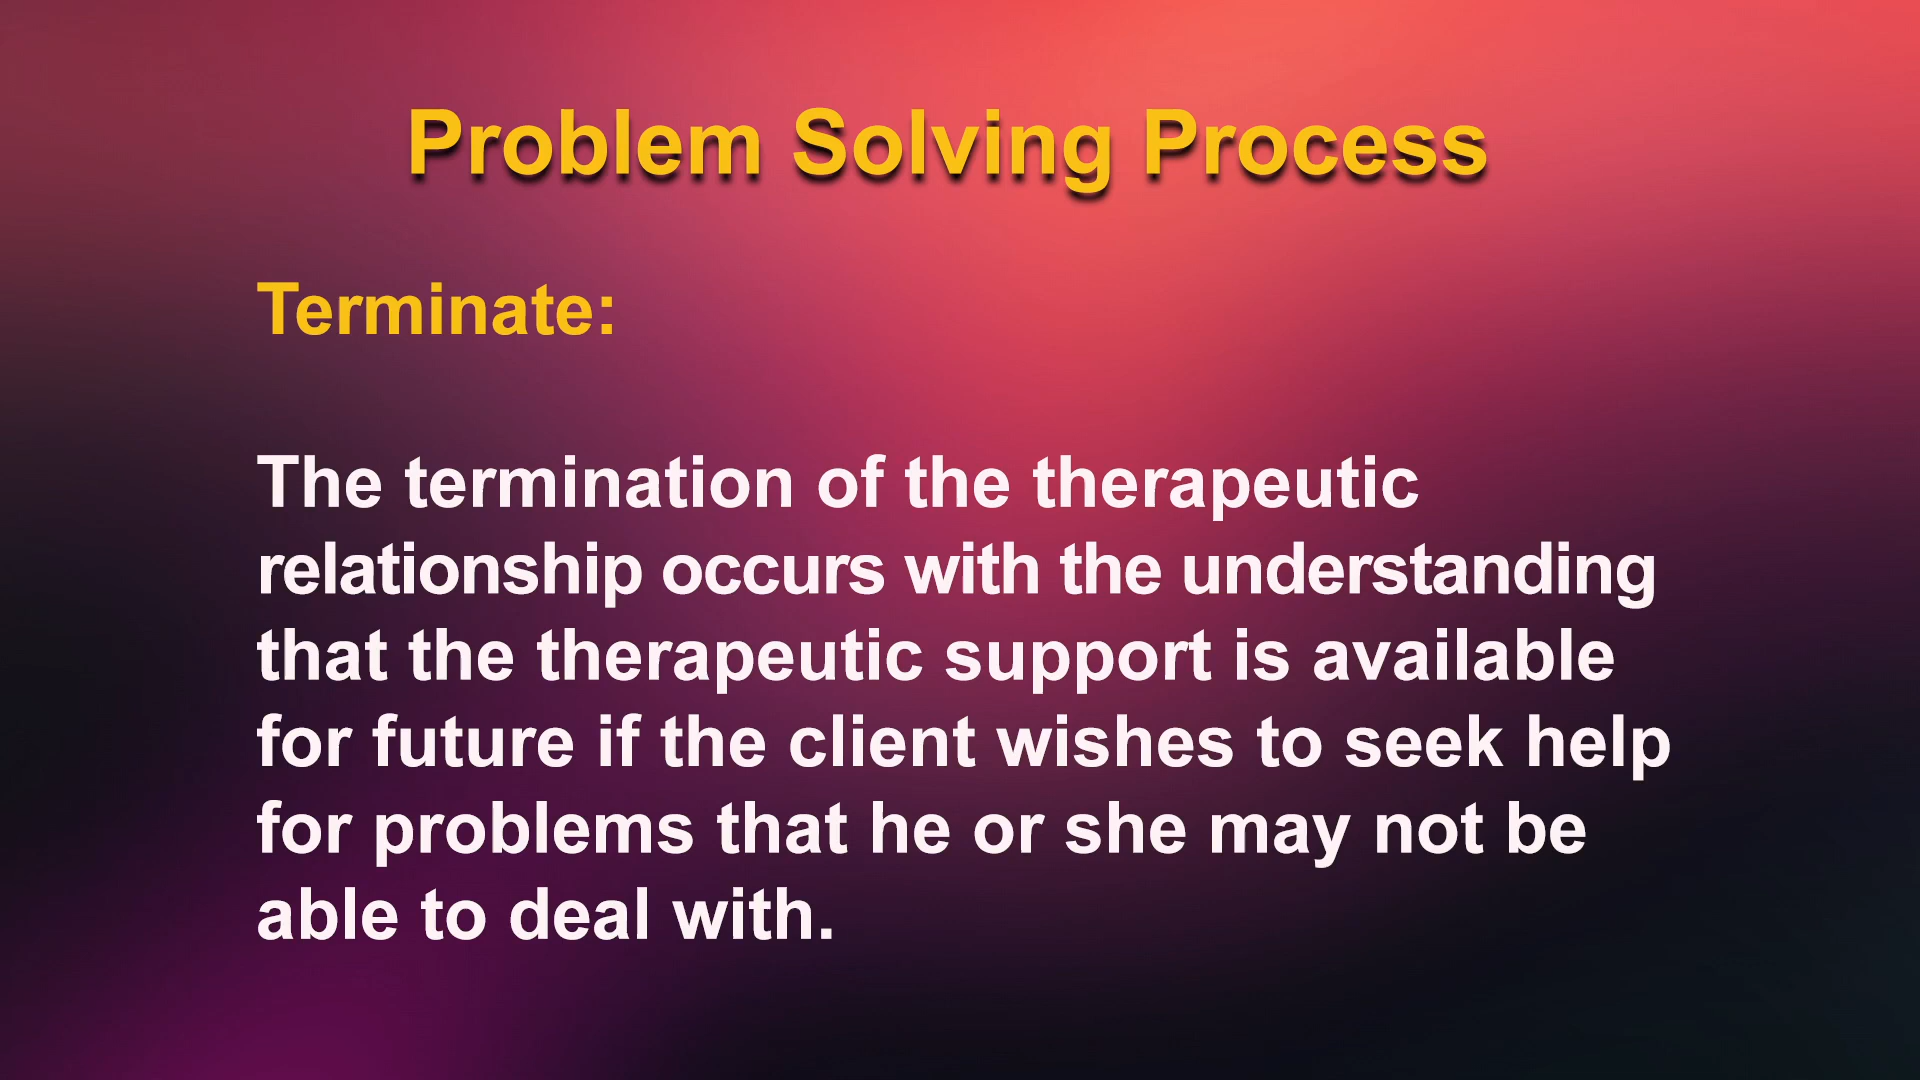 Problem Solving Process
Terminate:
The termination of the therapeutic
relationship occurs with the understanding
that the therapeutic support is available
for future if the client wishes to seek help
for problems that he or she may not be
able to deal with.